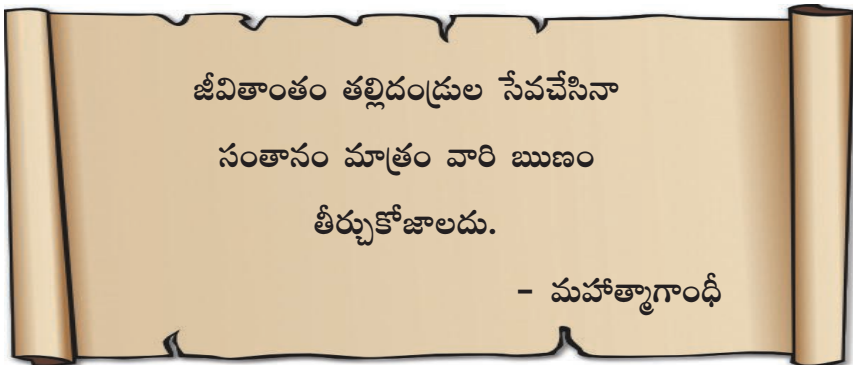 జీవితాంతం తల్లిదండ్రుల సేవచేసినా
సంతానం మాత్రం వారి ఋణం
తీర్చుకోజాలదు.
- మహాత్మాగాంధీ